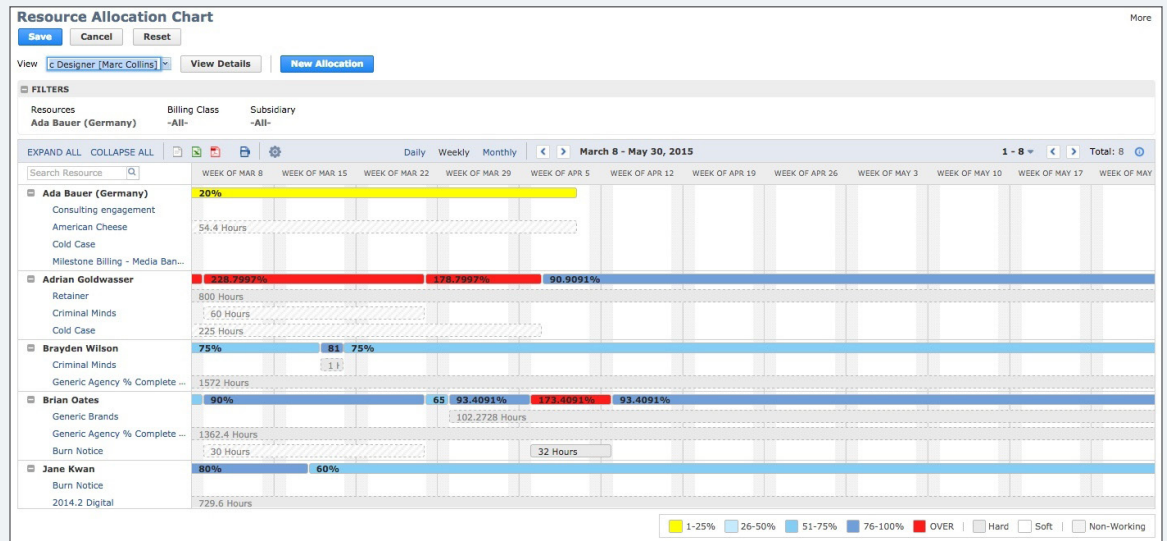 Resource Allocation Chart More
Save Cancel Reset
View c Designer [Marc Collins] View Details New Allocation
FILTERS
Resources Billing Class Subsidiary
Ada Bauer (Germany) -All- -All-
EXPAND ALL COLLAPSE ALL Daily Weekly Monthly March 8 - May 30, 2015 1 - 8 Total: 8
Search Resource WEEK OF MAR 8 WEEK OF MAR 15 WEEK OF MAR 22 WEEK OF MAR 29 WEEK OF APR 5 WEEK OF APR 12 WEEK OF APR 19 WEEK OF APR 26 WEEK OF MAY 3 WEEK OF MAY 10 WEEK OF MAY 17 WEEK OF MAY
Ada Bauer (Germany) 20%
Consulting engagement
American Cheese 54.4 Hours
Cold Case
Milestone Billing - Media Ban...
Adrian Goldwasser 228.7997% 178.7997% 90.9091%
Retainer 800 Hours
Criminal Minds 60 Hours
Cold Case 225 Hours
Brayden Wilson 75% 81 75%
Criminal Minds 1
Generic Agency % Complete ... 1572 Hours
Brian Oates 90% 65 93.4091% 173.4091% 93.4091%
Generic Brands 102.2728 Hours
Generic Agency % Complete ... 1362.4 Hours
Burn Notice 30 Hours 32 Hours
Jane Kwan 80% 60%
Burn Notice
2014.2 Digital 729.6 Hours
1-25% 26-50% 51-75% 76-100% OVER | Hard Soft | Non-Working